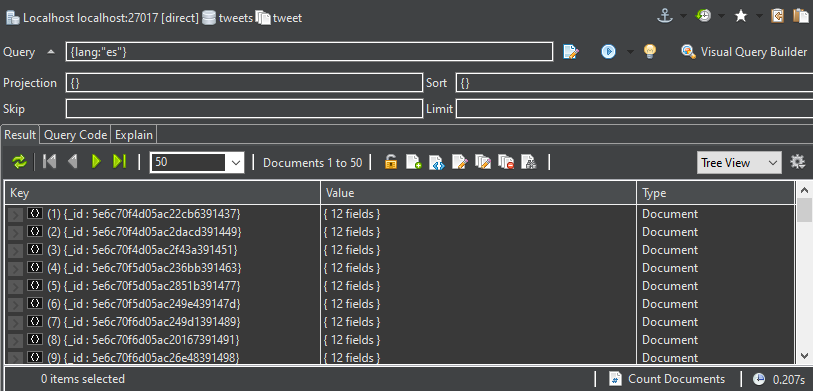 Localhost localhost:27017 [direct] tweets tweet
Query {lang:"es"} Visual Query Builder
Projection {} Sort {}
Skip Limit
Result Query Code Explain
50 Documents 1 to 50 Tree View
Key Value Type
(1) {_id : 5e6c70f4d05ac22cb6391437} { 12 fields } Document
(2) {_id : 5e6c70f4d05ac2dacd391449} { 12 fields } Document
(3) {_id : 5e6c70f4d05ac2f43a391451} { 12 fields } Document
(4) {_id : 5e6c70f5d05ac236bb391463} { 12 fields } Document
(5) {_id : 5e6c70f5d05ac2851b391477} { 12 fields } Document
(6) {_id : 5e6c70f5d05ac249e439147d} { 12 fields } Document
(7) {_id : 5e6c70f6d05ac249d1391489} { 12 fields } Document
(8) {_id : 5e6c70f6d05ac20167391491} { 12 fields } Document
(9) {_id : 5e6c70f6d05ac26e48391498} { 12 fields } Document
0 items selected Count Documents 0.207s